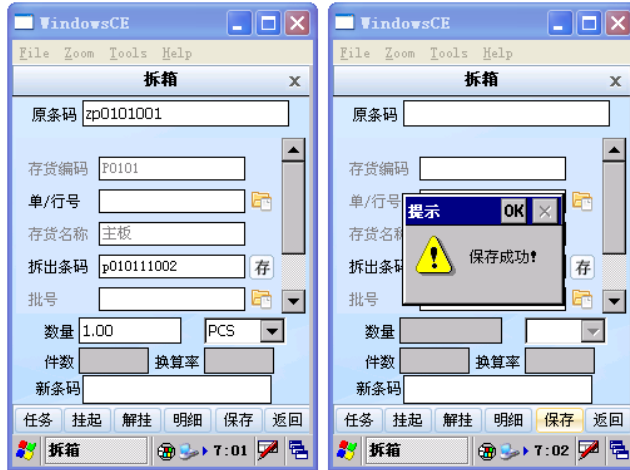 WindowsCE
File Zoom Tools Help
拆箱 x
原条码 zp0101001
存货编码 P0101
单/行号
存货名称 主板
拆出条码 p010111002 存
批号
数量 1.00 PCS
件数 换算率
新条码
任务 挂起 解挂 明细 保存 返回
拆箱 7:01
WindowsCE
File Zoom Tools Help
拆箱 x
原条码
存货编码
单/行号
提示 OK
存货名称
保存成功!
拆出条码 存
批号
数量
件数 换算率
新条码
任务 挂起 解挂 明细 保存 返回
拆箱 7:02